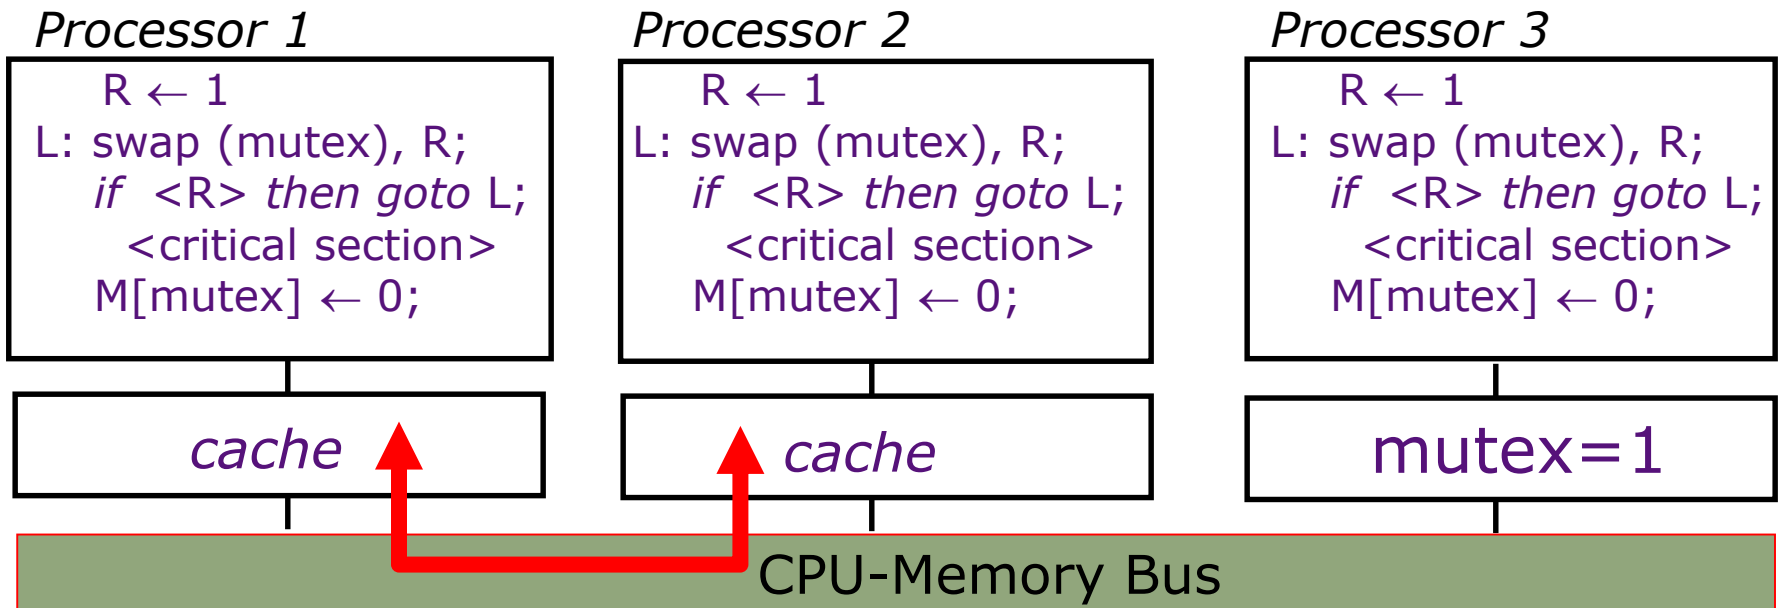 Processor 1
R ← 1
L: swap (mutex), R;
if <R> then goto L;
<critical section>
M[mutex] ← 0;
cache
Processor 2
R ← 1
L: swap (mutex), R;
if <R> then goto L;
<critical section>
M[mutex] ← 0;
cache
Processor 3
R ← 1
L: swap (mutex), R;
if <R> then goto L;
<critical section>
M[mutex] ← 0;
mutex=1
CPU-Memory Bus